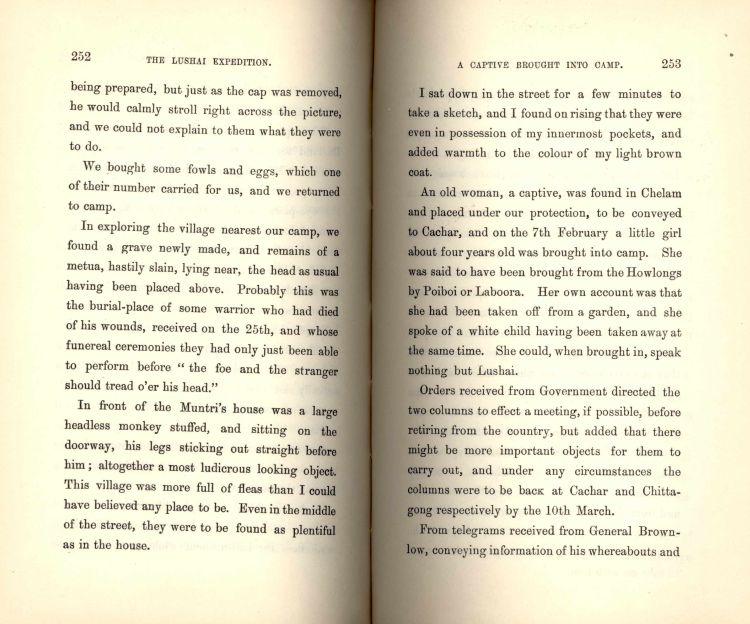 252 THE LUSHAI EXPEDITION.
being prepared, but just as the cap was removed,
he would calmly stroll right across the picture,
and we could not explain to them what they were
to do.
We bought some fowls and eggs, which one
of their number carried for us, and we returned
to camp.
In exploring the village nearest our camp, we
found a grave newly made, and remains of a
metua, hastily slain, lying near, the head as usual
having been placed above. Probably this was
the burial-place of some warrior who had died
of his wounds, received on the 25th, and whose
funereal ceremonies they had only just been able
to perform before “ the foe and the stranger
should tread o'er his head.”
In front of the Muntri's house was a large
headless monkey stuffed, and sitting on the
doorway, his legs sticking out straight before
him ; altogether a most ludicrous looking object.
This village was more full of fleas than I could
have believed any place to be. Even in the middle
of the street, they were to be found as plentiful
as in the house.
A CAPTIVE BROUGHT INTO CAMP. 253
I sat down in the street for a few minutes to
take a sketch, and I found on rising that they were
even in possession of my innermost pockets, and
added warmth to the colour of my light brown
coat.
An old woman, a captive, was found in Chelam
and placed under our protection, to be conveyed
to Cachar, and on the 7th February a little girl
about four years old was brought into camp. She
was said to have been brought from the Howlongs
by Poiboi or Laboora. Her own account was that
she had been taken off from a garden, and she
spoke of a white child having been taken away at
the same time. She could, when brought in, speak
nothing but Lushai.
Orders received from Government directed the
two columns to effect a meeting, if possible, before
retiring from the country, but added that there
might be more important objects for them to
carry out, and under any circumstances the
columns were to be back at Cachar and Chitta-
gong respectively by the 10th March.
From telegrams received from General Brown-
low, conveying information of his whereabouts and